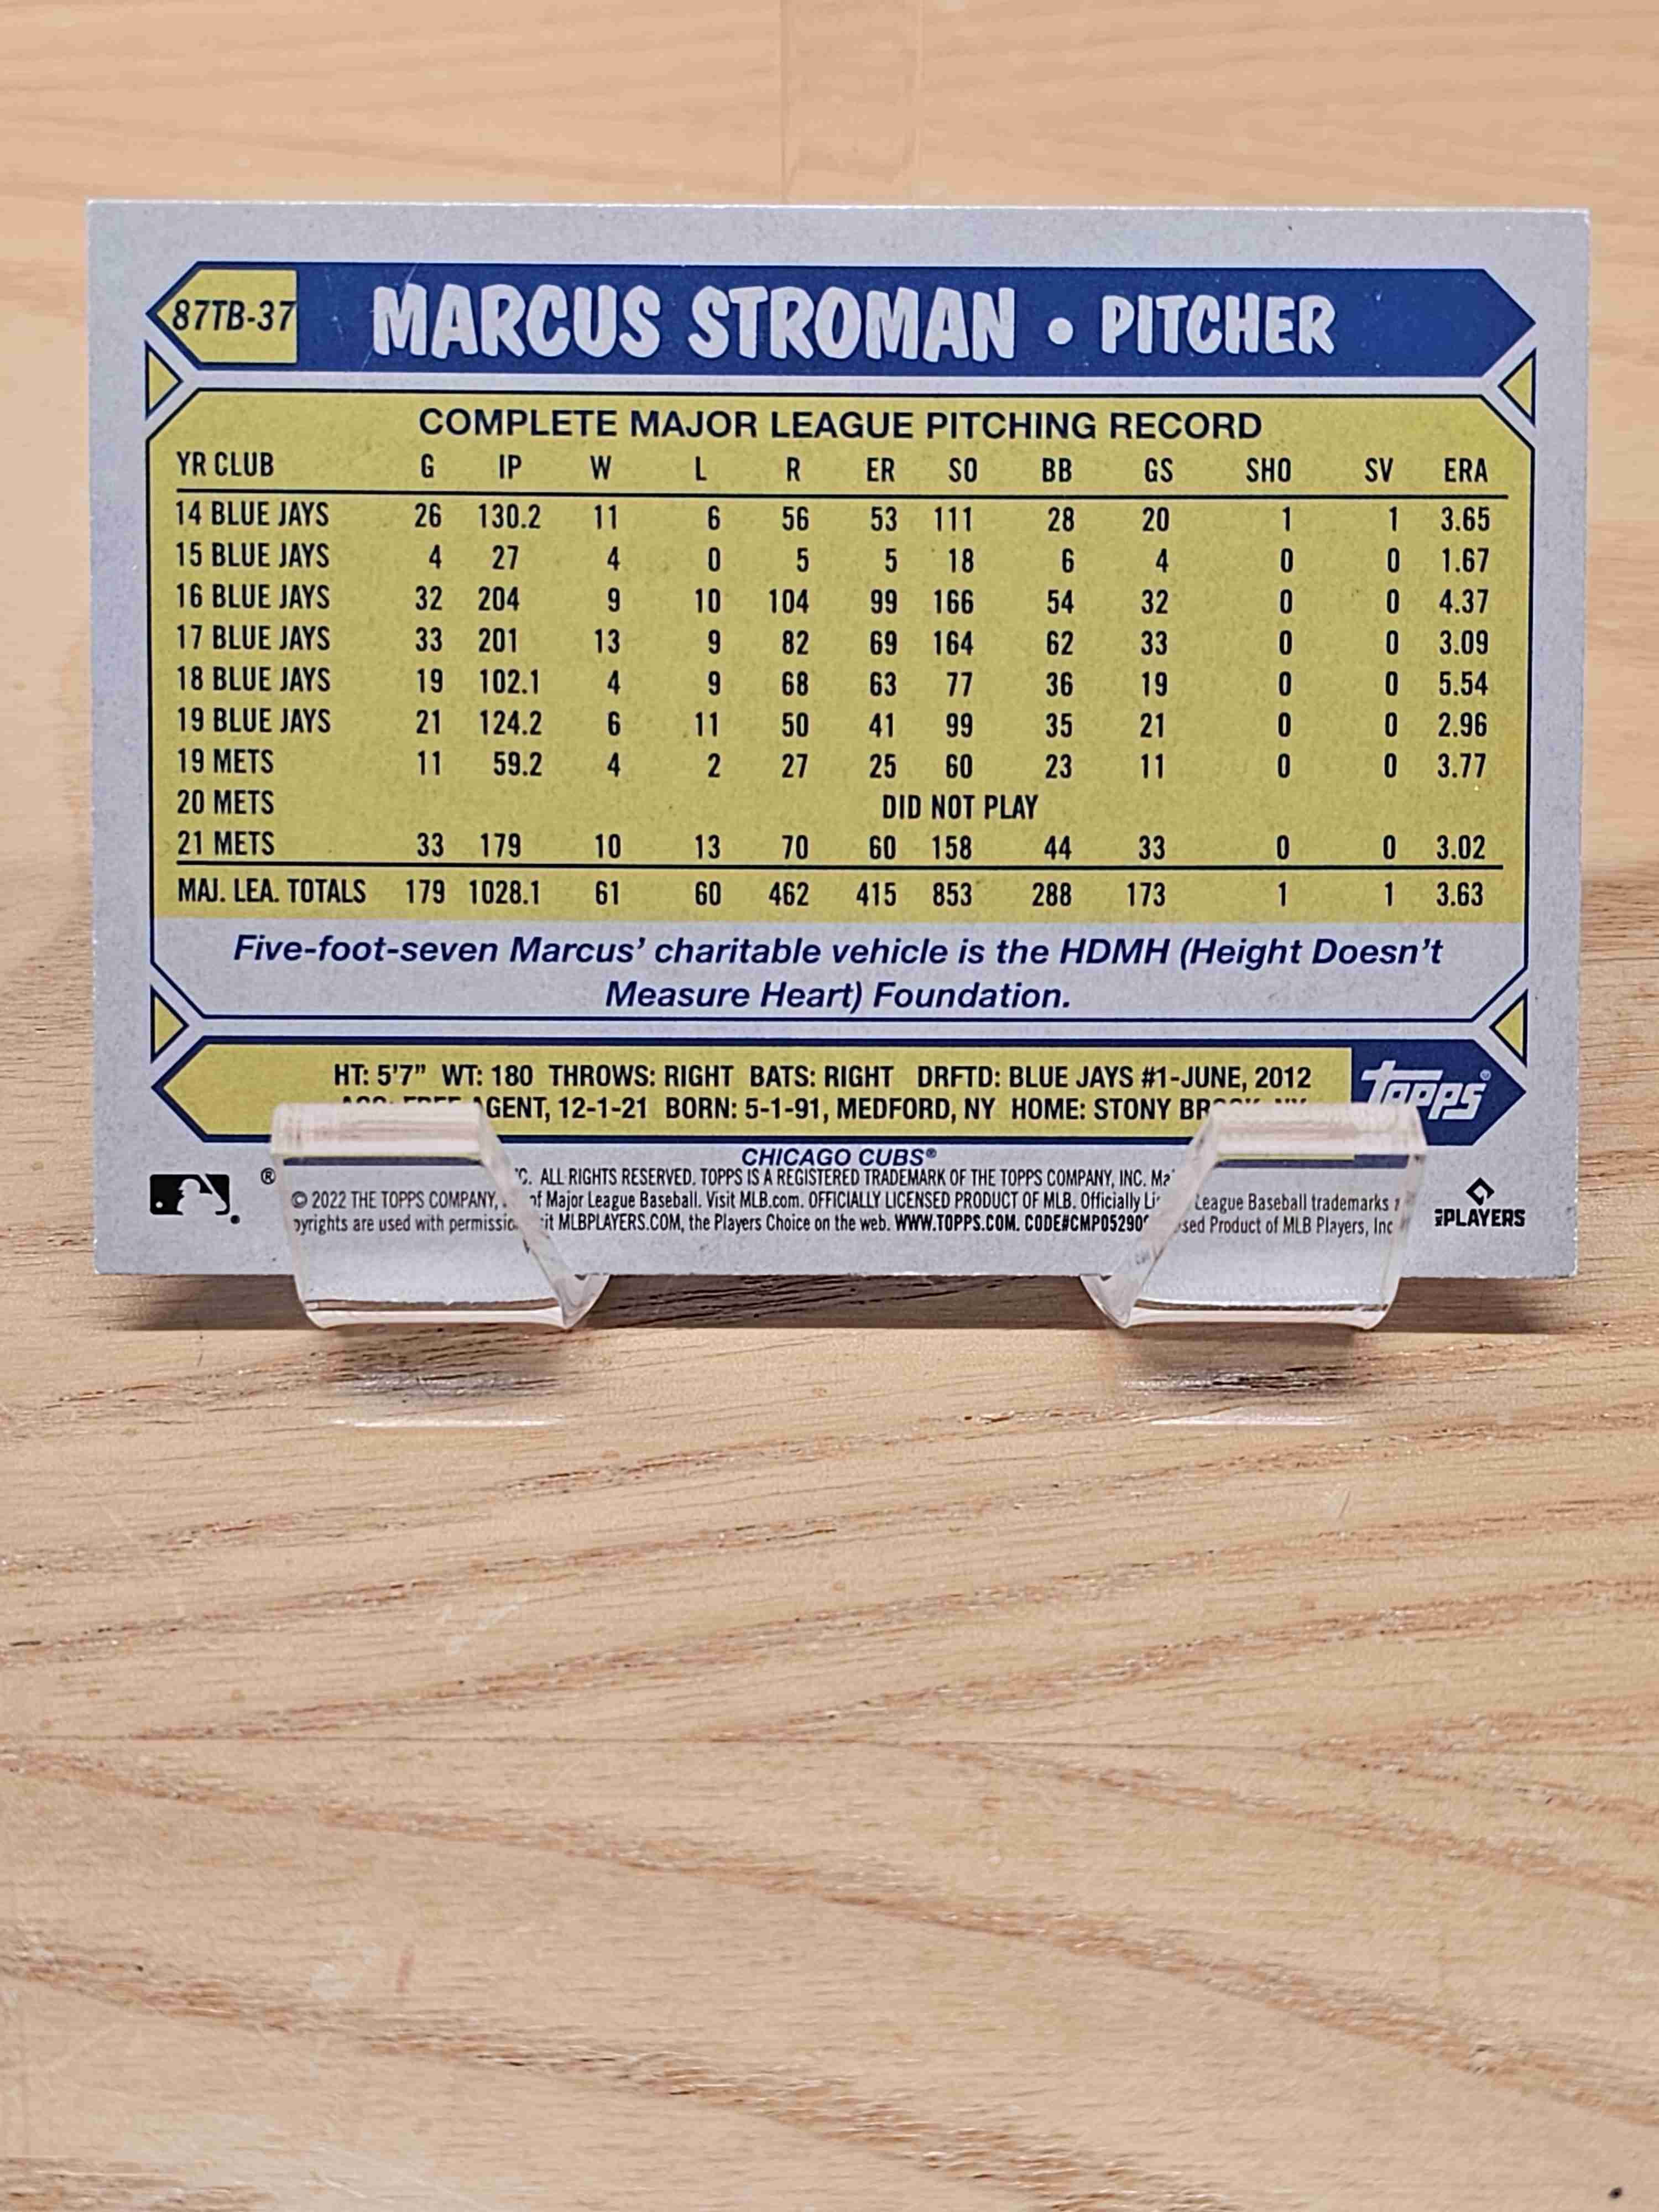 87TB-37 MARCUS STROMAN • PITCHER
COMPLETE MAJOR LEAGUE PITCHING RECORD
YR CLUB G IP W L R ER SO BB GS SHO SV ERA
14 BLUE JAYS 26 130.2 11 6 56 53 111 28 20 1 1 3.65
15 BLUE JAYS 4 27 4 0 5 5 18 6 4 0 0 1.67
16 BLUE JAYS 32 204 9 10 104 99 166 54 32 0 0 4.37
17 BLUE JAYS 33 201 13 9 82 69 164 62 33 0 0 3.09
18 BLUE JAYS 19 102.1 4 9 68 63 77 36 19 0 0 5.54
19 BLUE JAYS 21 124.2 6 11 50 41 99 35 21 0 0 2.96
19 METS 11 59.2 4 2 27 25 60 23 11 0 0 3.77
20 METS DID NOT PLAY
21 METS 33 179 10 13 70 60 158 44 33 0 0 3.02
MAJ. LEA. TOTALS 179 1028.1 61 60 462 415 853 288 173 1 1 3.63
Five-foot-seven Marcus' charitable vehicle is the HDMH (Height Doesn't
Measure Heart) Foundation.
HT: 5'7" WT: 180 THROWS: RIGHT BATS: RIGHT DRFTD: BLUE JAYS #1-JUNE, 2012
FREE AGENT, 12-1-21 BORN: 5-1-91, MEDFORD, NY HOME: STONY
Topps®
CHICAGO CUBS®
® ALL RIGHTS RESERVED. TOPPS IS A REGISTERED TRADEMARK OF THE TOPPS COMPANY, INC.
© 2022 THE TOPPS COMPANY, of Major League Baseball. Visit MLB.com. OFFICIALLY LICENSED PRODUCT OF MLB. Officially League Baseball trademarks
are used with MLBPLAYERS.COM, the Players Choice on the web. WWW.TOPPS.COM. Product of MLB Players, Inc
MLB PLAYERS